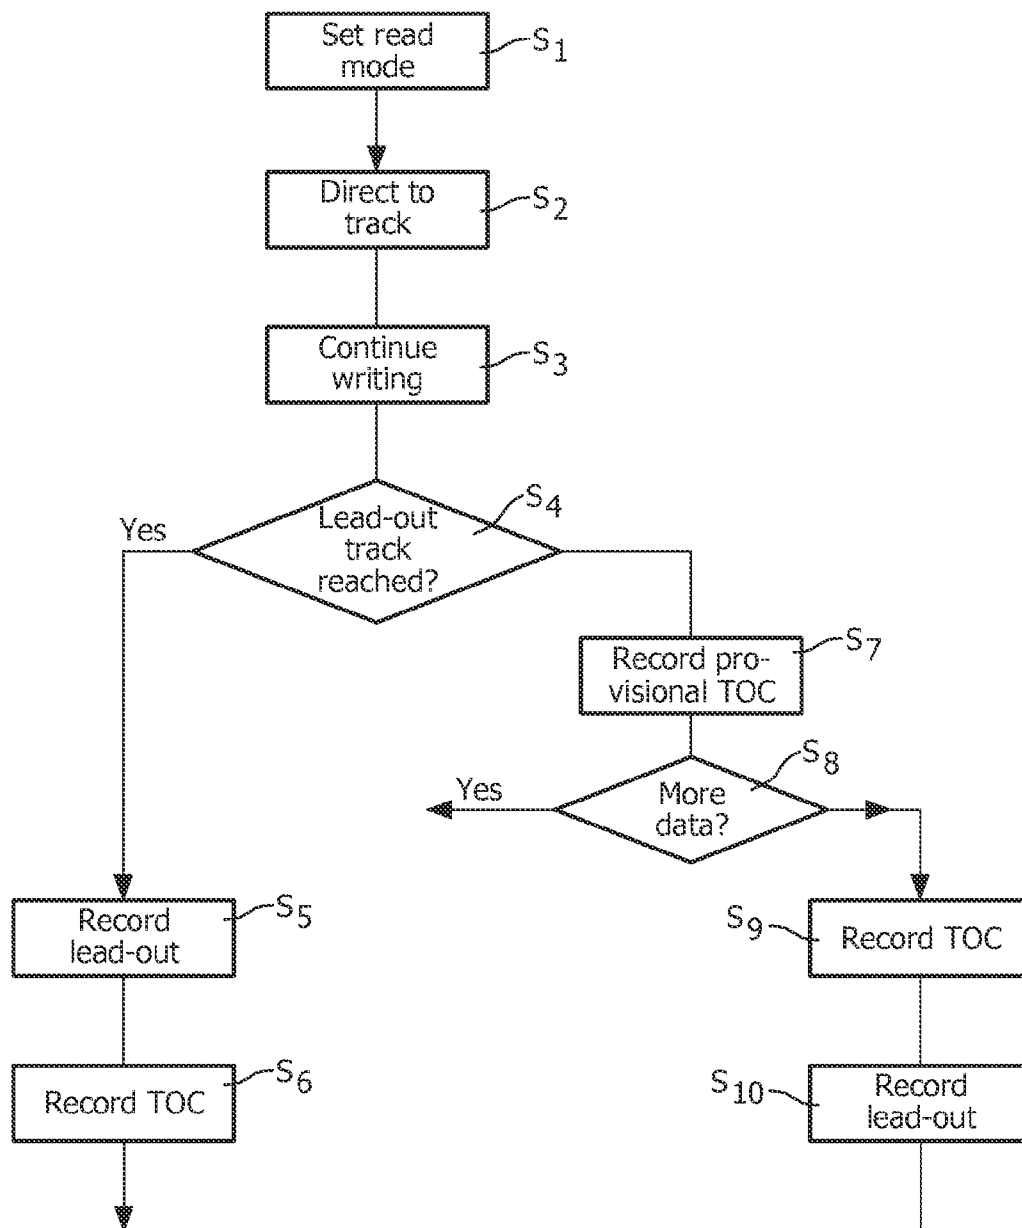 Set read
mode
S1
Direct to
track
S2
Continue
writing
S3
Lead-out
track
reached?
S4
Yes
Record pro-
visional TOC
S7
More
data?
S8
Yes
Record
lead-out
S5
Record TOC
S9
Record TOC
S6
Record
lead-out
S10